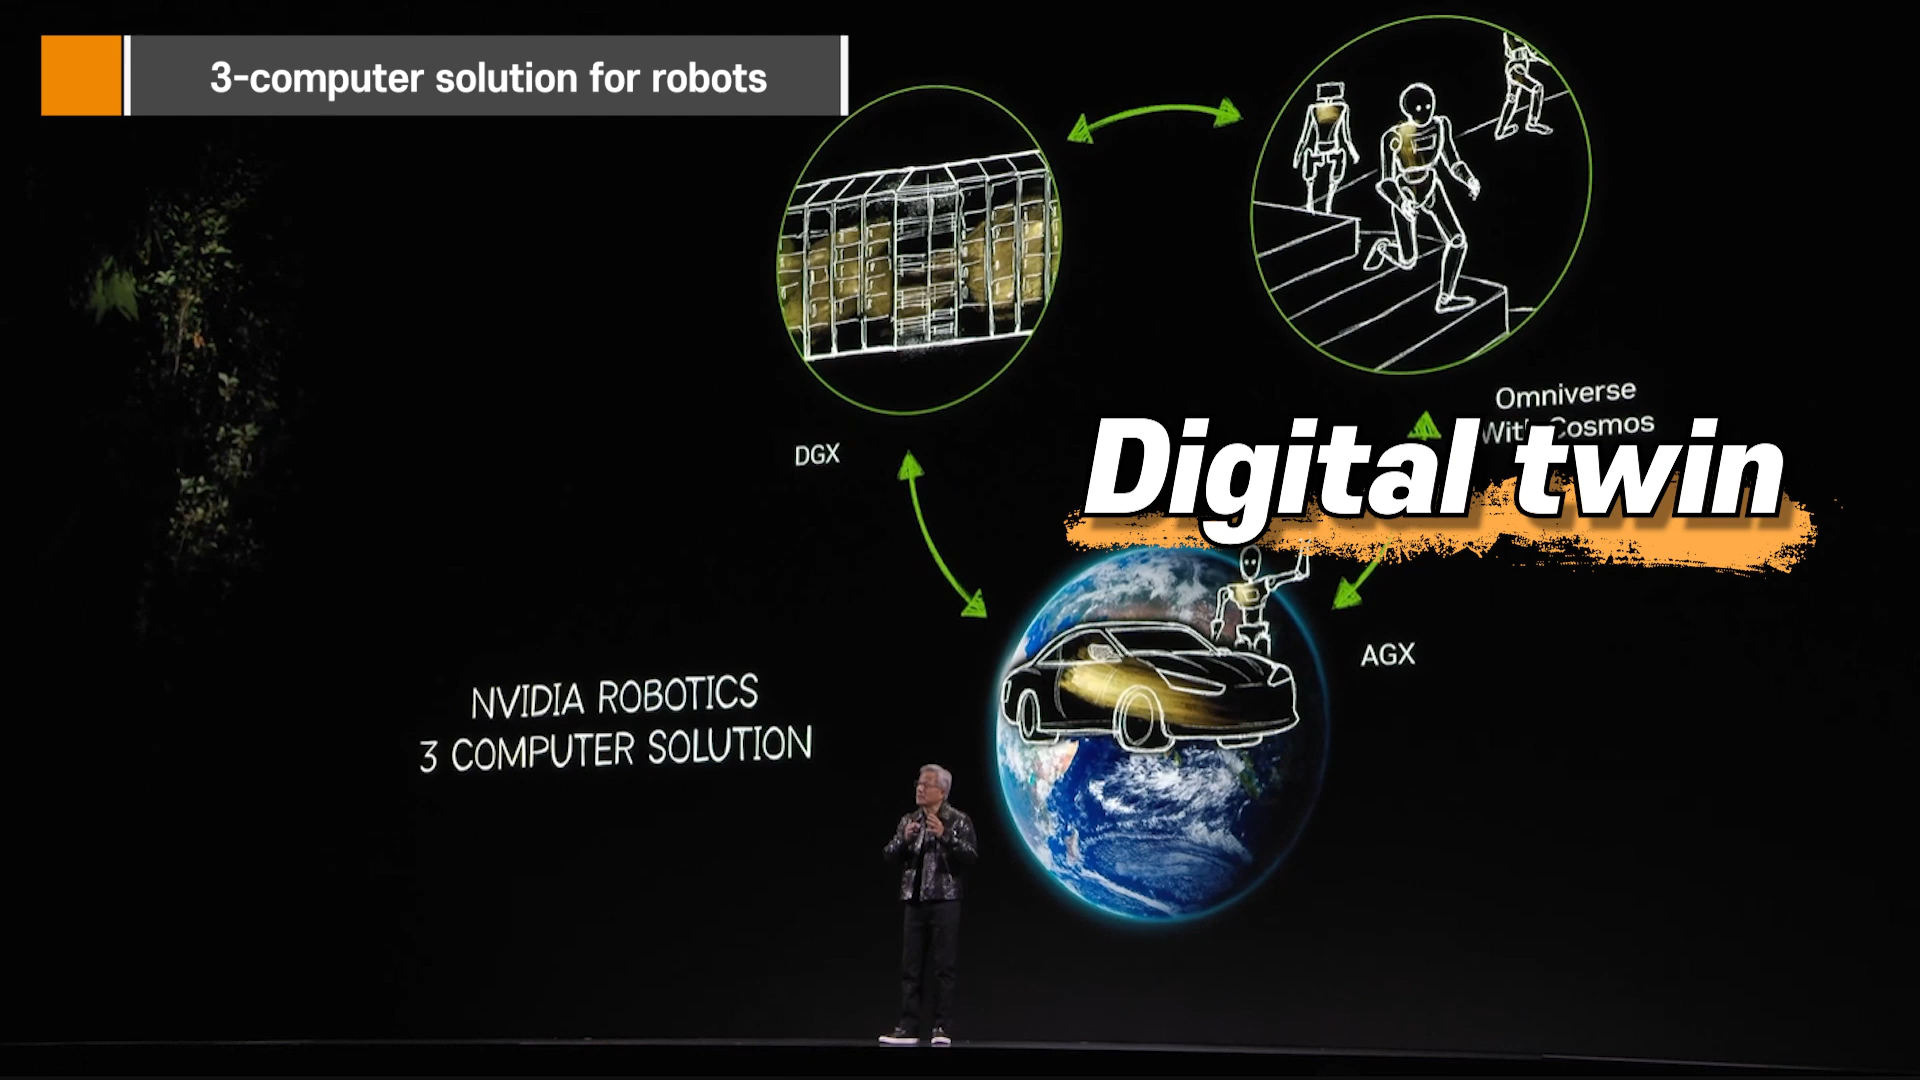 3-computer solution for robots
DGX
Omniverse
With Cosmos
Digital twin
AGX
NVIDIA ROBOTICS
3 COMPUTER SOLUTION